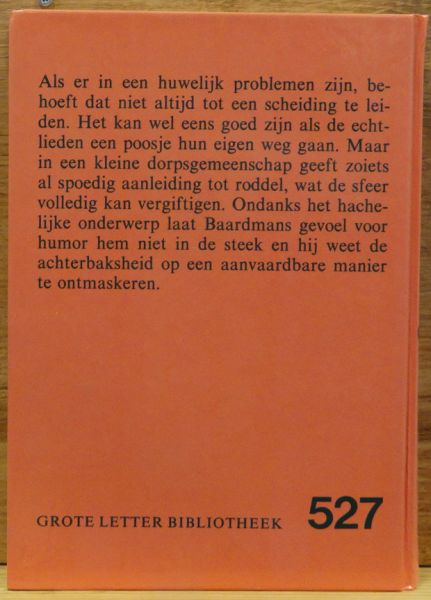 Als er in een huwelijk problemen zijn, be-
hoeft dat niet altijd tot een scheiding te lei-
den. Het kan wel eens goed zijn als de echt-
lieden een poosje hun eigen weg gaan. Maar
in een kleine dorpsgemeenschap geeft zoiets
al spoedig aanleiding tot roddel, wat de sfeer
volledig kan vergiftigen. Ondanks het hache-
lijke onderwerp laat Baardmans gevoel voor
humor hem niet in de steek en hij weet de
achterbaksheid op een aanvaardbare manier
te ontmaskeren.
GROTE LETTER BIBLIOTHEEK 527